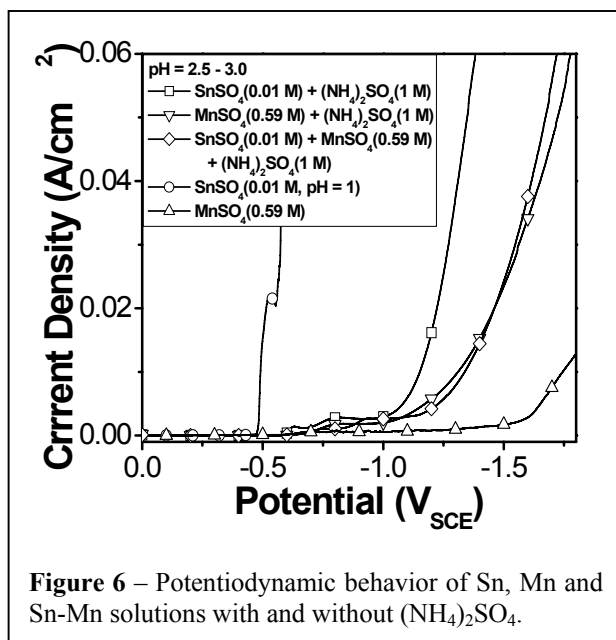 0.06
0.04
0.02
0.00
Crrrent Density (A/cm²)
pH = 2.5 - 3.0
SnSO₄(0.01 M) + (NH₄)₂SO₄(1 M)
MnSO₄(0.59 M) + (NH₄)₂SO₄(1 M)
SnSO₄(0.01 M) + MnSO₄(0.59 M)
+ (NH₄)₂SO₄(1 M)
SnSO₄(0.01 M, pH = 1)
MnSO₄(0.59 M)
0.0 -0.5 -1.0 -1.5
Potential (V_SCE)
Figure 6 – Potentiodynamic behavior of Sn, Mn and
Sn-Mn solutions with and without (NH₄)₂SO₄.